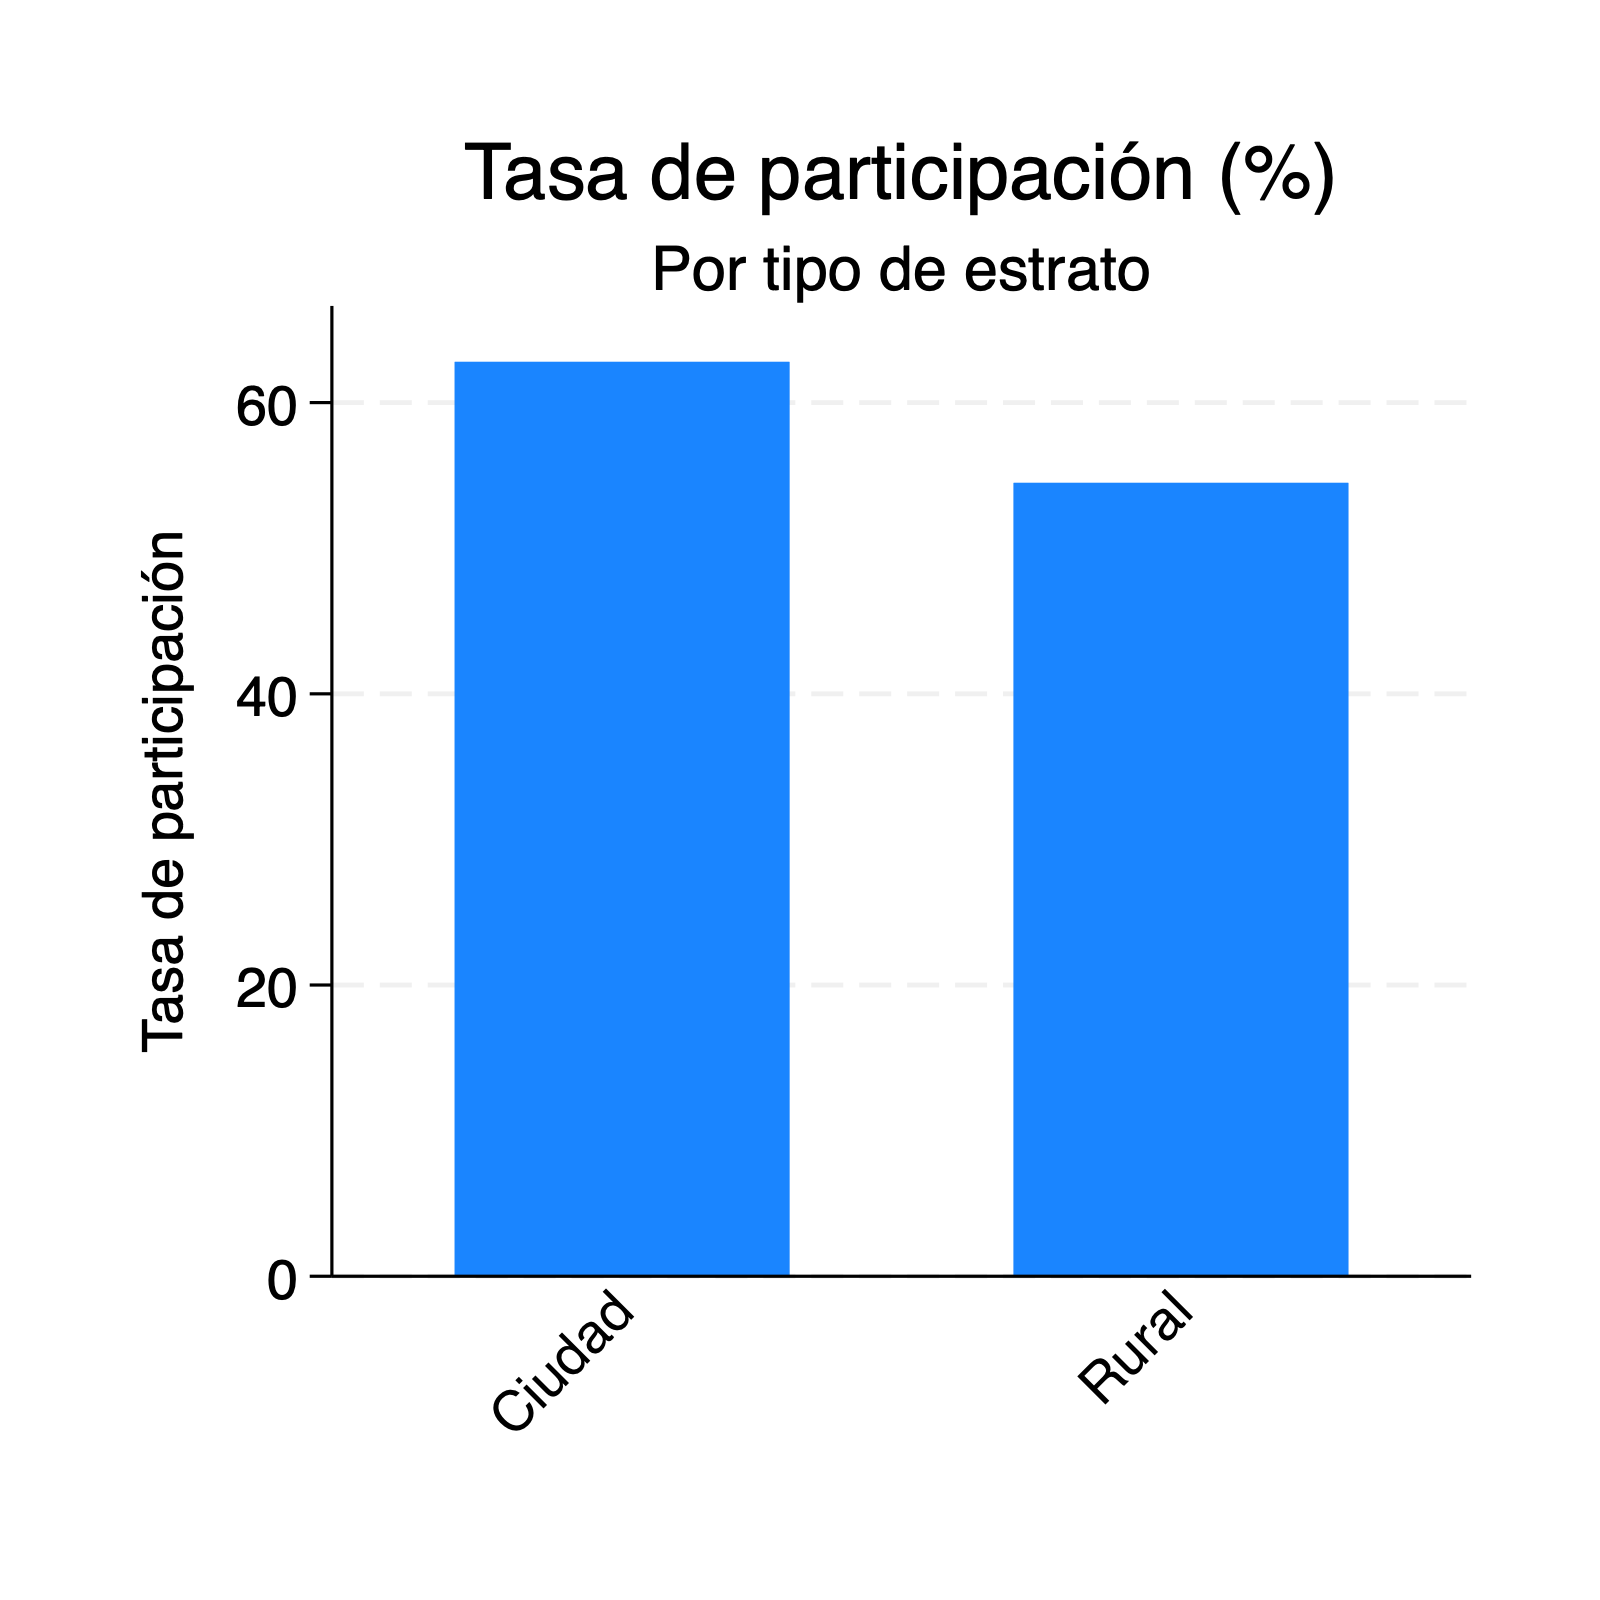 Tasa de participación (%)
Por tipo de estrato
Tasa de participación
60
40
20
0
Ciudad
Rural